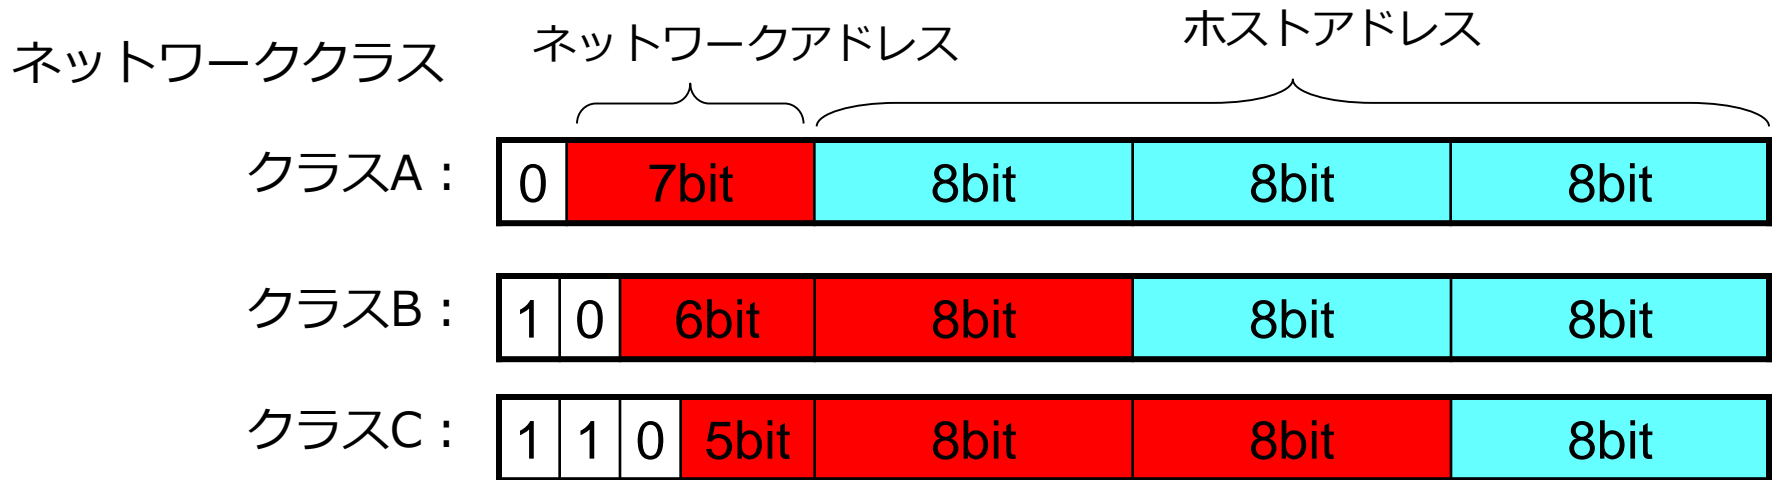 ネットワーククラス
ネットワークアドレス
ホストアドレス
クラスA: 0 7bit 8bit 8bit 8bit
クラスB: 1 0 6bit 8bit 8bit 8bit
クラスC: 1 1 0 5bit 8bit 8bit 8bit